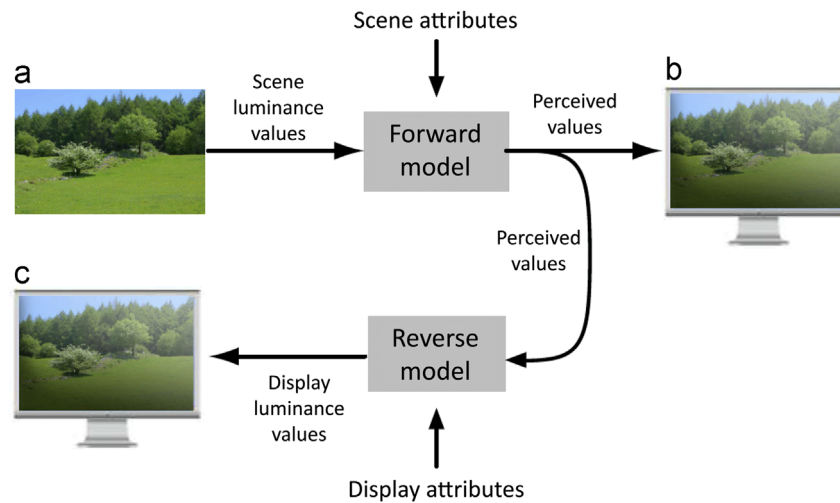 Scene attributes
a
Scene
luminance
values
Forward
model
Perceived
values
b
Perceived
values
c
Reverse
model
Display
luminance
values
Display attributes